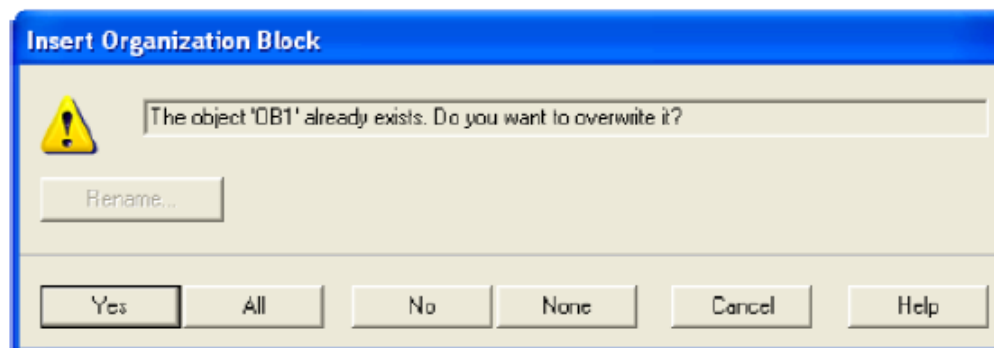 Insert Organization Block
The object 'OB1' already exists. Do you want to overwrite it?
Rename...
Yes All No None Cancel Help